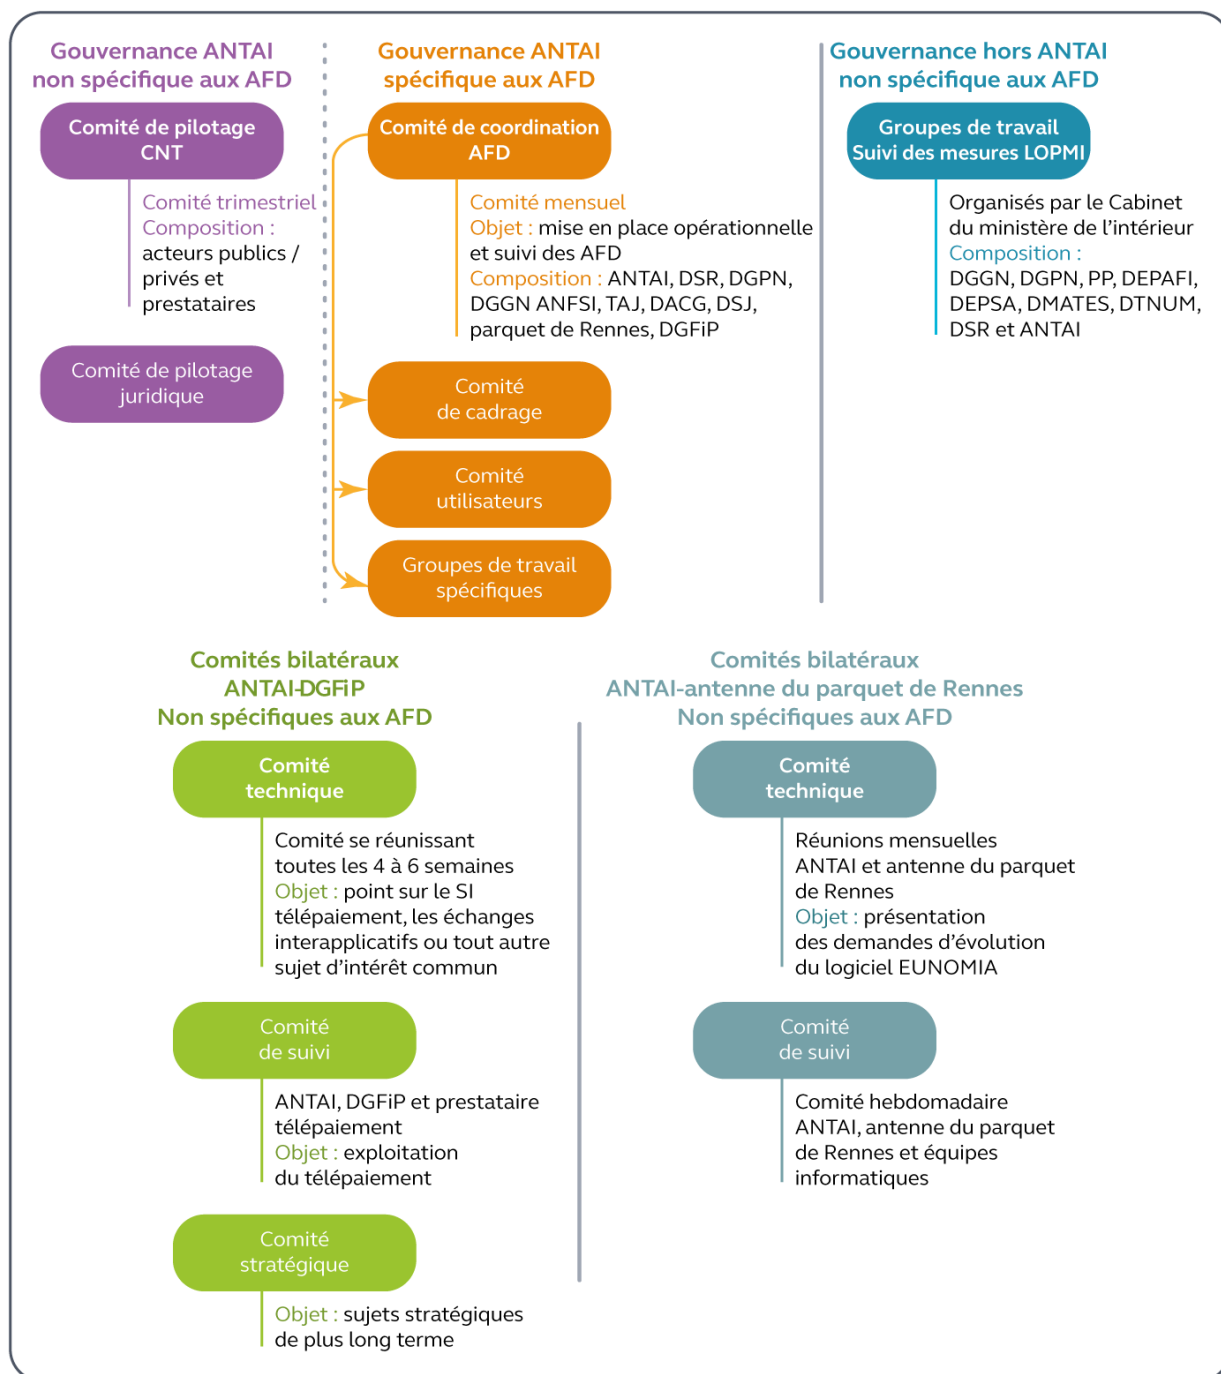 Gouvernance ANTAI
non spécifique aux AFD
Comité de pilotage
CNT
Comité trimestriel
Composition :
acteurs publics /
privés et
prestataires
Comité de pilotage
juridique
Gouvernance ANTAI
spécifique aux AFD
Comité de coordination
AFD
Comité mensuel
Objet : mise en place opérationnelle
et suivi des AFD
Composition : ANTAI, DSR, DGPN,
DGGN ANFSI, TAJ, DACG, DSJ,
parquet de Rennes, DGFiP
Comité
de cadrage
Comité
utilisateurs
Groupes de travail
spécifiques
Gouvernance hors ANTAI
non spécifique aux AFD
Groupes de travail
Suivi des mesures LOPMI
Organisés par le Cabinet
du ministère de l'intérieur
Composition :
DGGN, DGPN, PP, DEPAFI,
DEPSA, DMATES, DTNUM,
DSR et ANTAI
Comités bilatéraux
ANTAI-DGFiP
Non spécifiques aux AFD
Comité
technique
Comité se réunissant
toutes les 4 à 6 semaines
Objet : point sur le SI
télépaiement, les échanges
interapplicatifs ou tout autre
sujet d'intérêt commun
Comité
de suivi
ANTAI, DGFiP et prestataire
télépaiement
Objet : exploitation
du télépaiement
Comité
stratégique
Objet : sujets stratégiques
de plus long terme
Comités bilatéraux
ANTAI-antenne du parquet de Rennes
Non spécifiques aux AFD
Comité
technique
Réunions mensuelles
ANTAI et antenne du parquet
de Rennes
Objet : présentation
des demandes d'évolution
du logiciel EUNOMIA
Comité
de suivi
Comité hebdomadaire
ANTAI, antenne du parquet
de Rennes et équipes
informatiques